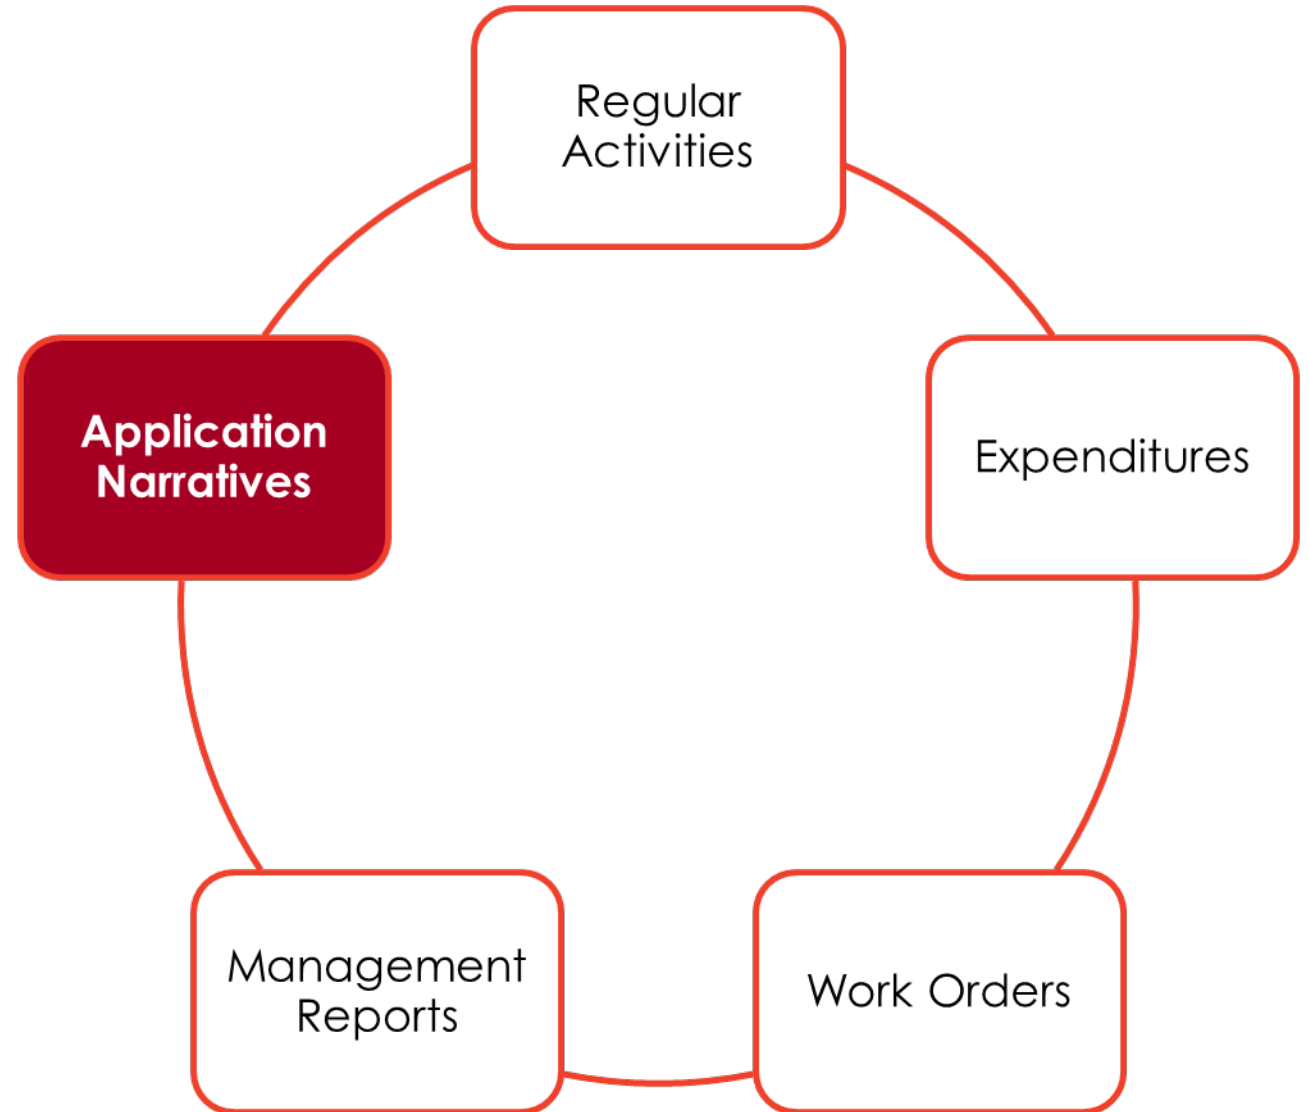 Regular
Activities
Application
Narratives
Expenditures
Management
Reports
Work Orders